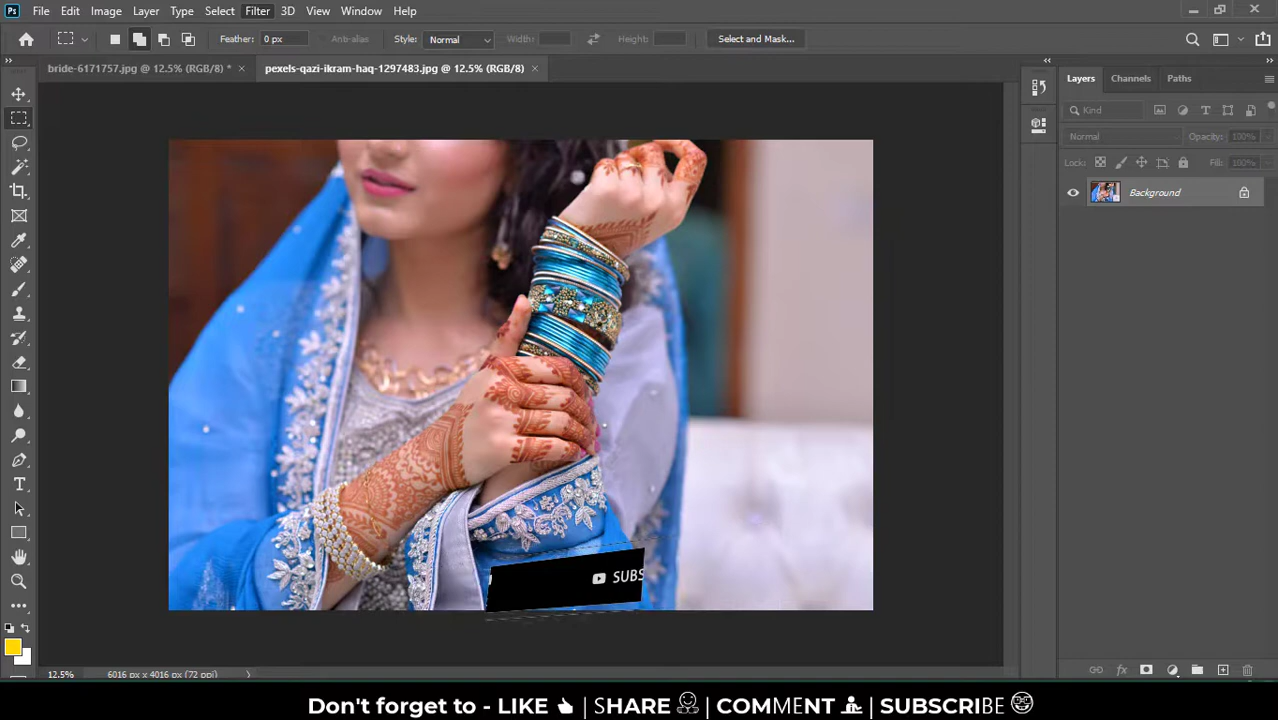 Ps File Edit Image Layer Type Select Filter 3D View Window Help
Feather: 0 px Anti-alias Style: Normal Width: Height: Select and Mask...
bride-6171757.jpg @ 12.5% (RGB/8) * × pexels-qazi-ikram-haq-1297483.jpg @ 12.5% (RGB/8) ×
Layers Channels Paths
Kind
Normal Opacity: 100%
Lock: Fill: 100%
Background
SUBS
12.5% 6016 px x 4016 px (72 ppi)
Don't forget to - LIKE | SHARE | COMMENT | SUBSCRIBE